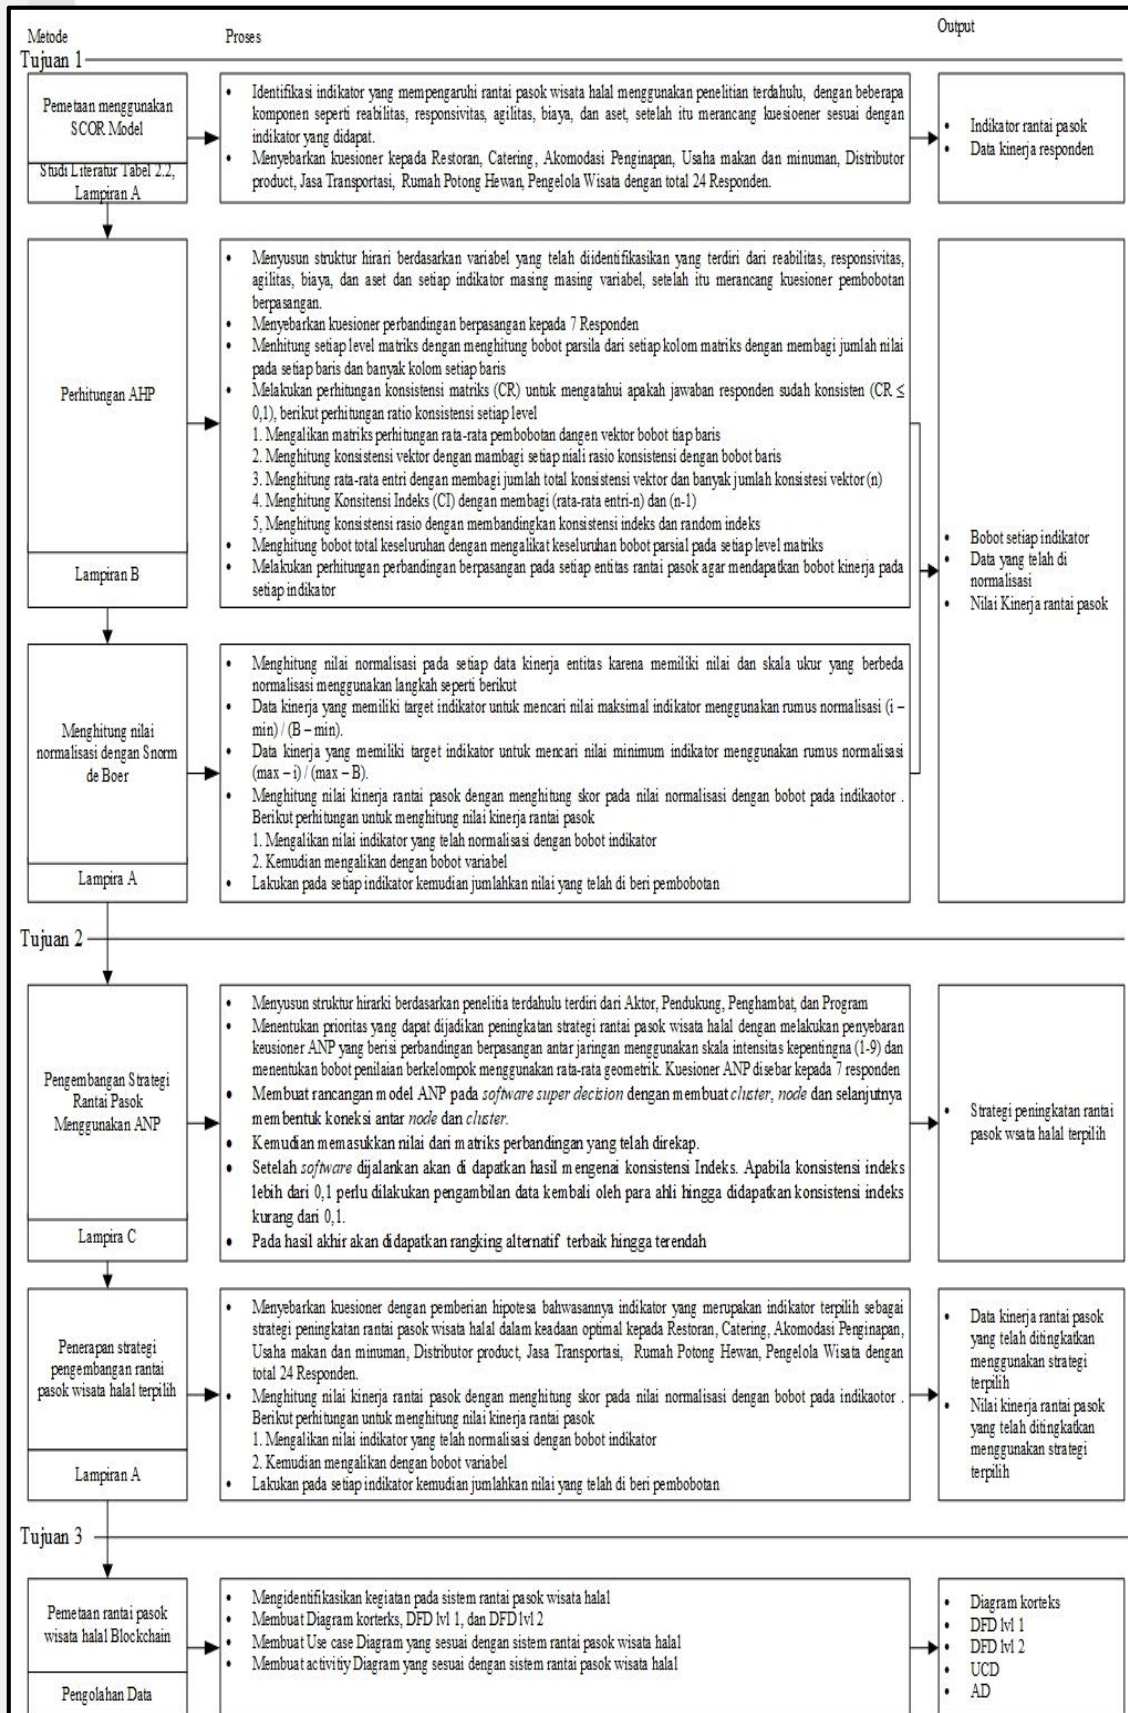 Metode
Proses
Output
Tujuan 1
Pemetaan menggunakan
SCOR Model
Studi Literatur Tabel 2.2,
Lampiran A
• Identifikasi indikator yang mempengaruhi rantai pasok wisata halal menggunakan penelitian terdahulu, dengan beberapa
komponen seperti reabilitas, responsivitas, agilitas, biaya, dan aset, setelah itu merancang kuesioener sesuai dengan
indikator yang didapat.
• Menyebarkan kuesioner kepada Restoran, Catering, Akomodasi Penginapan, Usaha makan dan minuman, Distributor
product, Jasa Transportasi, Rumah Potong Hewan, Pengelola Wisata dengan total 24 Responden.
• Indikator rantai pasok
• Data kinerja responden
Perhitungan AHP
Lampiran B
• Menyusun struktur hirari berdasarkan variabel yang telah diidentifikasikan yang terdiri dari reabilitas, responsivitas,
agilitas, biaya, dan aset dan setiap indikator masing masing variabel, setelah itu merancang kuesioner pembobotan
berpasangan.
• Menyebarkan kuesioner perbandingan berpasangan kepada 7 Responden
• Menhitung setiap level matriks dengan menghitung bobot parsila dari setiap kolom matriks dengan membagi jumlah nilai
pada setiap baris dan banyak kolom setiap baris
• Melakukan perhitungan konsistensi matriks (CR) untuk mengatahui apakah jawaban responden sudah konsisten (CR ≤
0,1), berikut perhitungan ratio konsistensi setiap level
1. Mengalikan matriks perhitungan rata-rata pembobotan dangen vektor bobot tiap baris
2. Menghitung konsistensi vektor dengan mambagi setiap niali rasio konsistensi dengan bobot baris
3. Menghitung rata-rata entri dengan membagi jumlah total konsistensi vektor dan banyak jumlah konsistesi vektor (n)
4. Menghitung Konsitensi Indeks (CI) dengan membagi (rata-rata entri-n) dan (n-1)
5, Menghitung konsistensi rasio dengan membandingkan konsistensi indeks dan random indeks
• Menghitung bobot total keseluruhan dengan mengalikat keseluruhan bobot parsial pada setiap level matriks
• Melakukan perhitungan perbandingan berpasangan pada setiap entitas rantai pasok agar mendapatkan bobot kinerja pada
setiap indikator
• Bobot setiap indikator
• Data yang telah di
normalisasi
• Nilai Kinerja rantai pasok
Menghitung nilai
normalisasi dengan Snorm
de Boer
Lampira A
• Menghitung nilai normalisasi pada setiap data kinerja entitas karena memiliki nilai dan skala ukur yang berbeda
normalisasi menggunakan langkah seperti berikut
• Data kinerja yang memiliki target indikator untuk mencari nilai maksimal indikator menggunakan rumus normalisasi (i –
min) / (B – min).
• Data kinerja yang memiliki target indikator untuk mencari nilai minimum indikator menggunakan rumus normalisasi
(max – i) / (max – B).
• Menghitung nilai kinerja rantai pasok dengan menghitung skor pada nilai normalisasi dengan bobot pada indikaotor .
Berikut perhitungan untuk menghitung nilai kinerja rantai pasok
1. Mengalikan nilai indikator yang telah normalisasi dengan bobot indikator
2. Kemudian mengalikan dengan bobot variabel
• Lakukan pada setiap indikator kemudian jumlahkan nilai yang telah di beri pembobotan
Tujuan 2
Pengembangan Strategi
Rantai Pasok
Menggunakan ANP
Lampira C
• Menyusun struktur hirarki berdasarkan penelitia terdahulu terdiri dari Aktor, Pendukung, Penghambat, dan Program
• Menentukan prioritas yang dapat dijadikan peningkatan strategi rantai pasok wisata halal dengan melakukan penyebaran
keusioner ANP yang berisi perbandingan berpasangan antar jaringan menggunakan skala intensitas kepentingna (1-9) dan
menentukan bobot penilaian berkelompok menggunakan rata-rata geometrik. Kuesioner ANP disebar kepada 7 responden
• Membuat rancangan model ANP pada software super decision dengan membuat cluster, node dan selanjutnya
membentuk koneksi antar node dan cluster.
• Kemudian memasukkan nilai dari matriks perbandingan yang telah direkap.
• Setelah software dijalankan akan di dapatkan hasil mengenai konsistensi Indeks. Apabila konsistensi indeks
lebih dari 0,1 perlu dilakukan pengambilan data kembali oleh para ahli hingga didapatkan konsistensi indeks
kurang dari 0,1.
• Pada hasil akhir akan didapatkan rangking alternatif terbaik hingga terendah
• Strategi peningkatan rantai
pasok wsata halal terpilih
Penerapan strategi
pengembangan rantai
pasok wisata halal terpilih
Lampiran A
• Menyebarkan kuesioner dengan pemberian hipotesa bahwasannya indikator yang merupakan indikator terpilih sebagai
strategi peningkatan rantai pasok wisata halal dalam keadaan optimal kepada Restoran, Catering, Akomodasi Penginapan,
Usaha makan dan minuman, Distributor product, Jasa Transportasi, Rumah Potong Hewan, Pengelola Wisata dengan
total 24 Responden.
• Menghitung nilai kinerja rantai pasok dengan menghitung skor pada nilai normalisasi dengan bobot pada indikaotor .
Berikut perhitungan untuk menghitung nilai kinerja rantai pasok
1. Mengalikan nilai indikator yang telah normalisasi dengan bobot indikator
2. Kemudian mengalikan dengan bobot variabel
• Lakukan pada setiap indikator kemudian jumlahkan nilai yang telah di beri pembobotan
• Data kinerja rantai pasok
yang telah ditingkatkan
menggunakan strategi
terpilih
• Nilai kinerja rantai pasok
yang telah ditingkatkan
menggunakan strategi
terpilih
Tujuan 3
Pemetaan rantai pasok
wisata halal Blockchain
Pengolahan Data
• Mengidentifikasikan kegiatan pada sistem rantai pasok wisata halal
• Membuat Diagram korterks, DFD lvl 1, dan DFD lvl 2
• Membuat Use case Diagram yang sesuai dengan sistem rantai pasok wisata halal
• Membuat activitiy Diagram yang sesuai dengan sistem rantai pasok wisata halal
• Diagram korteks
• DFD lvl 1
• DFD lvl 2
• UCD
• AD